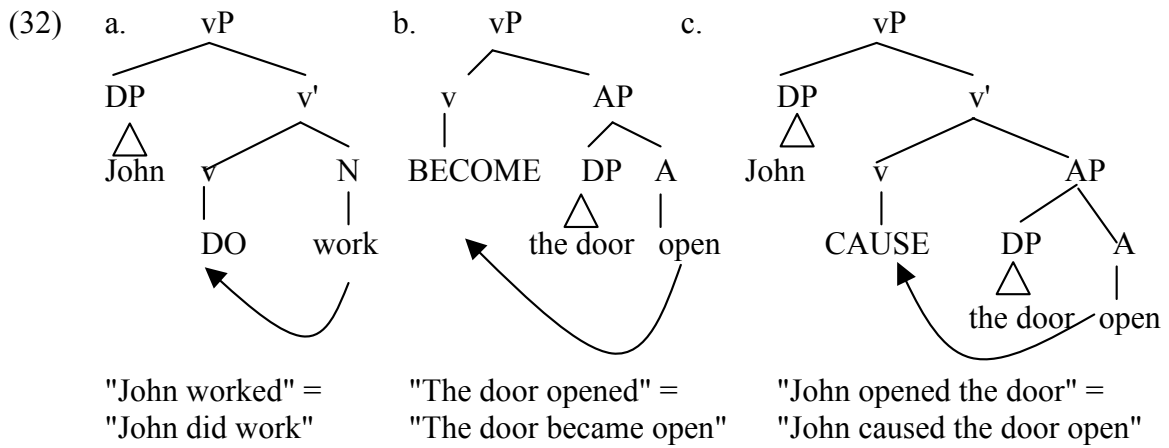 (32) a. vP b. vP c. vP
DP v' v AP DP v'
John v N BECOME DP A John v AP
DO work the door open CAUSE DP A
the door open
"John worked" = "The door opened" = "John opened the door" =
"John did work" "The door became open" "John caused the door open"